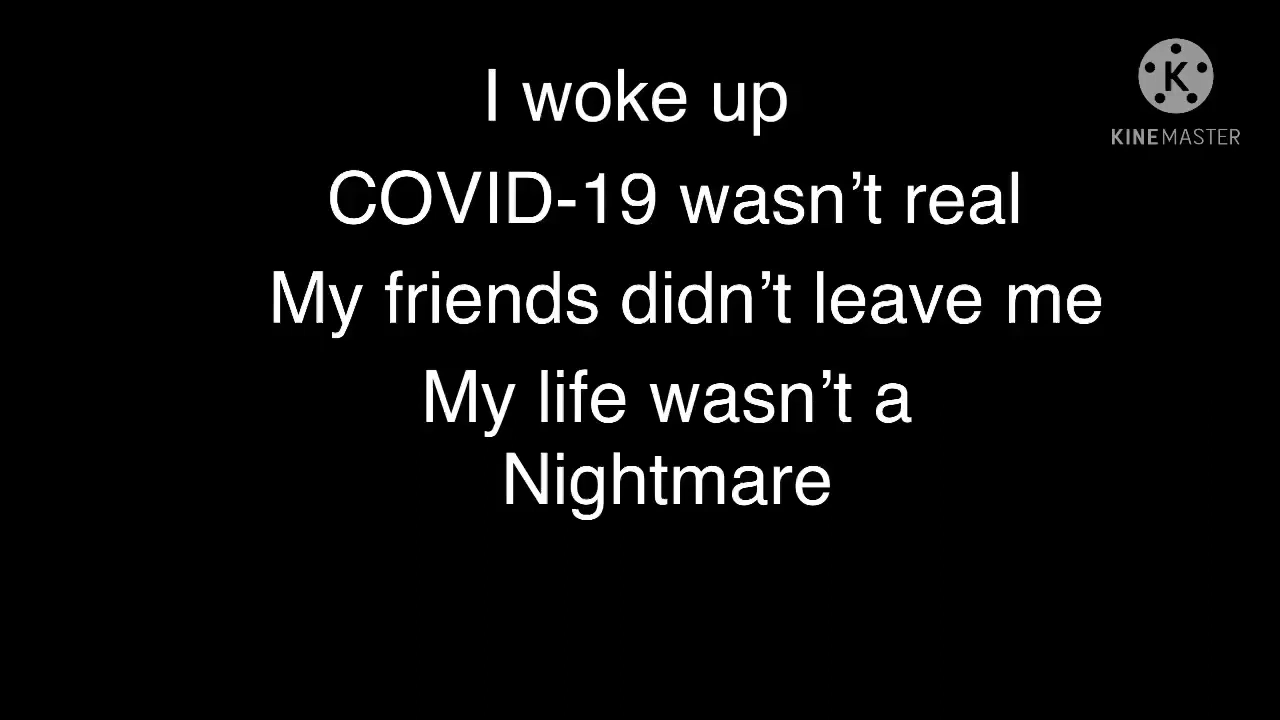 I woke up
COVID-19 wasn’t real
My friends didn’t leave me
My life wasn’t a
Nightmare
K
KINEMASTER